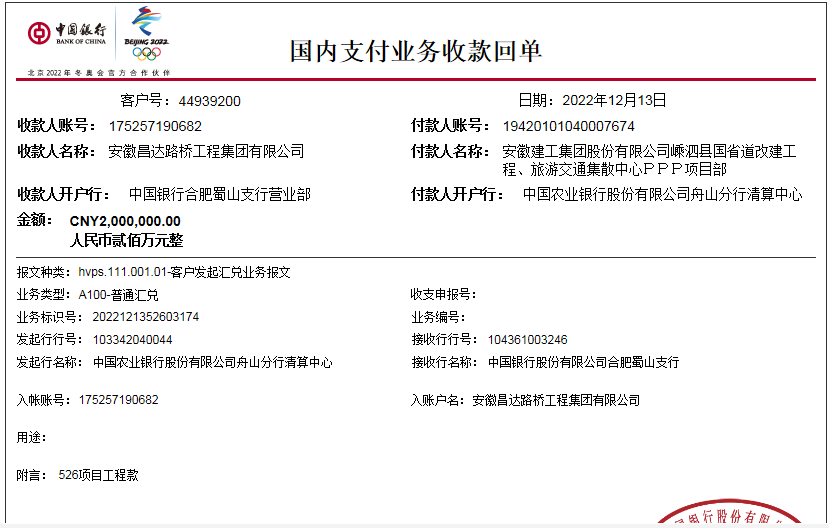 中国银行
BANK OF CHINA
BEIJING 2022
北京2022年冬奥会官方合作伙伴
国内支付业务收款回单
客户号：44939200 日期：2022年12月13日
收款人账号：175257190682 付款人账号：19420101040007674
收款人名称：安徽昌达路桥工程集团有限公司 付款人名称：安徽建工集团股份有限公司嵊泗县国省道改建工
程、旅游交通集散中心ＰＰＰ项目部
收款人开户行：中国银行合肥蜀山支行营业部 付款人开户行：中国农业银行股份有限公司舟山分行清算中心
金额：CNY2,000,000.00
人民币贰佰万元整
报文种类：hvps.111.001.01-客户发起汇兑业务报文
业务类型：A100-普通汇兑 收支申报号：
业务标识号：2022121352603174 业务编号：
发起行行号：103342040044 接收行行号：104361003246
发起行名称：中国农业银行股份有限公司舟山分行清算中心 接收行名称：中国银行股份有限公司合肥蜀山支行
入帐账号：175257190682 入账户名：安徽昌达路桥工程集团有限公司
用途：
附言：526项目工程款
银行股份有限